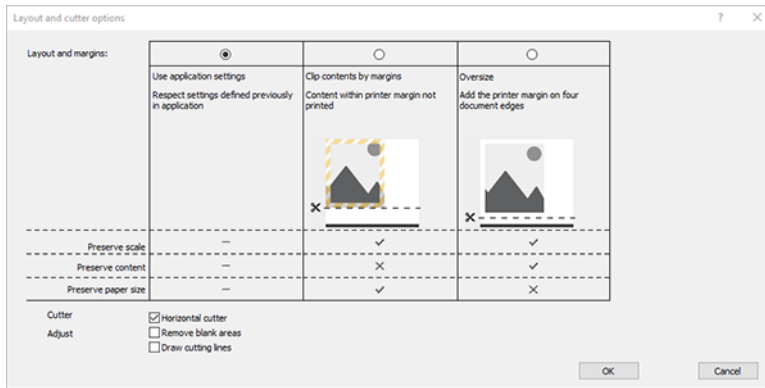 Layout and cutter options
Layout and margins:
Use application settings
Clip contents by margins
Oversize
Respect settings defined previously
in application
Content within printer margin not
printed
Add the printer margin on four
document edges
Preserve scale
Preserve content
Preserve paper size
Cutter
Horizontal cutter
Adjust
Remove blank areas
Draw cutting lines
OK
Cancel